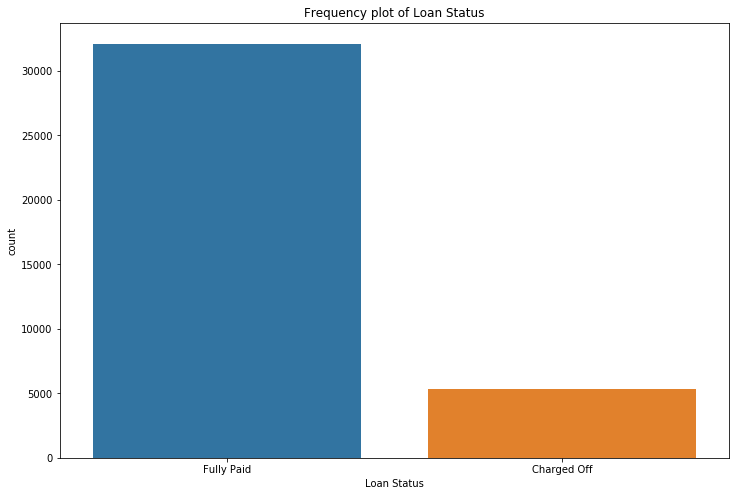 Frequency plot of Loan Status
30000
25000
20000
15000
10000
5000
0
count
Fully Paid
Charged Off
Loan Status